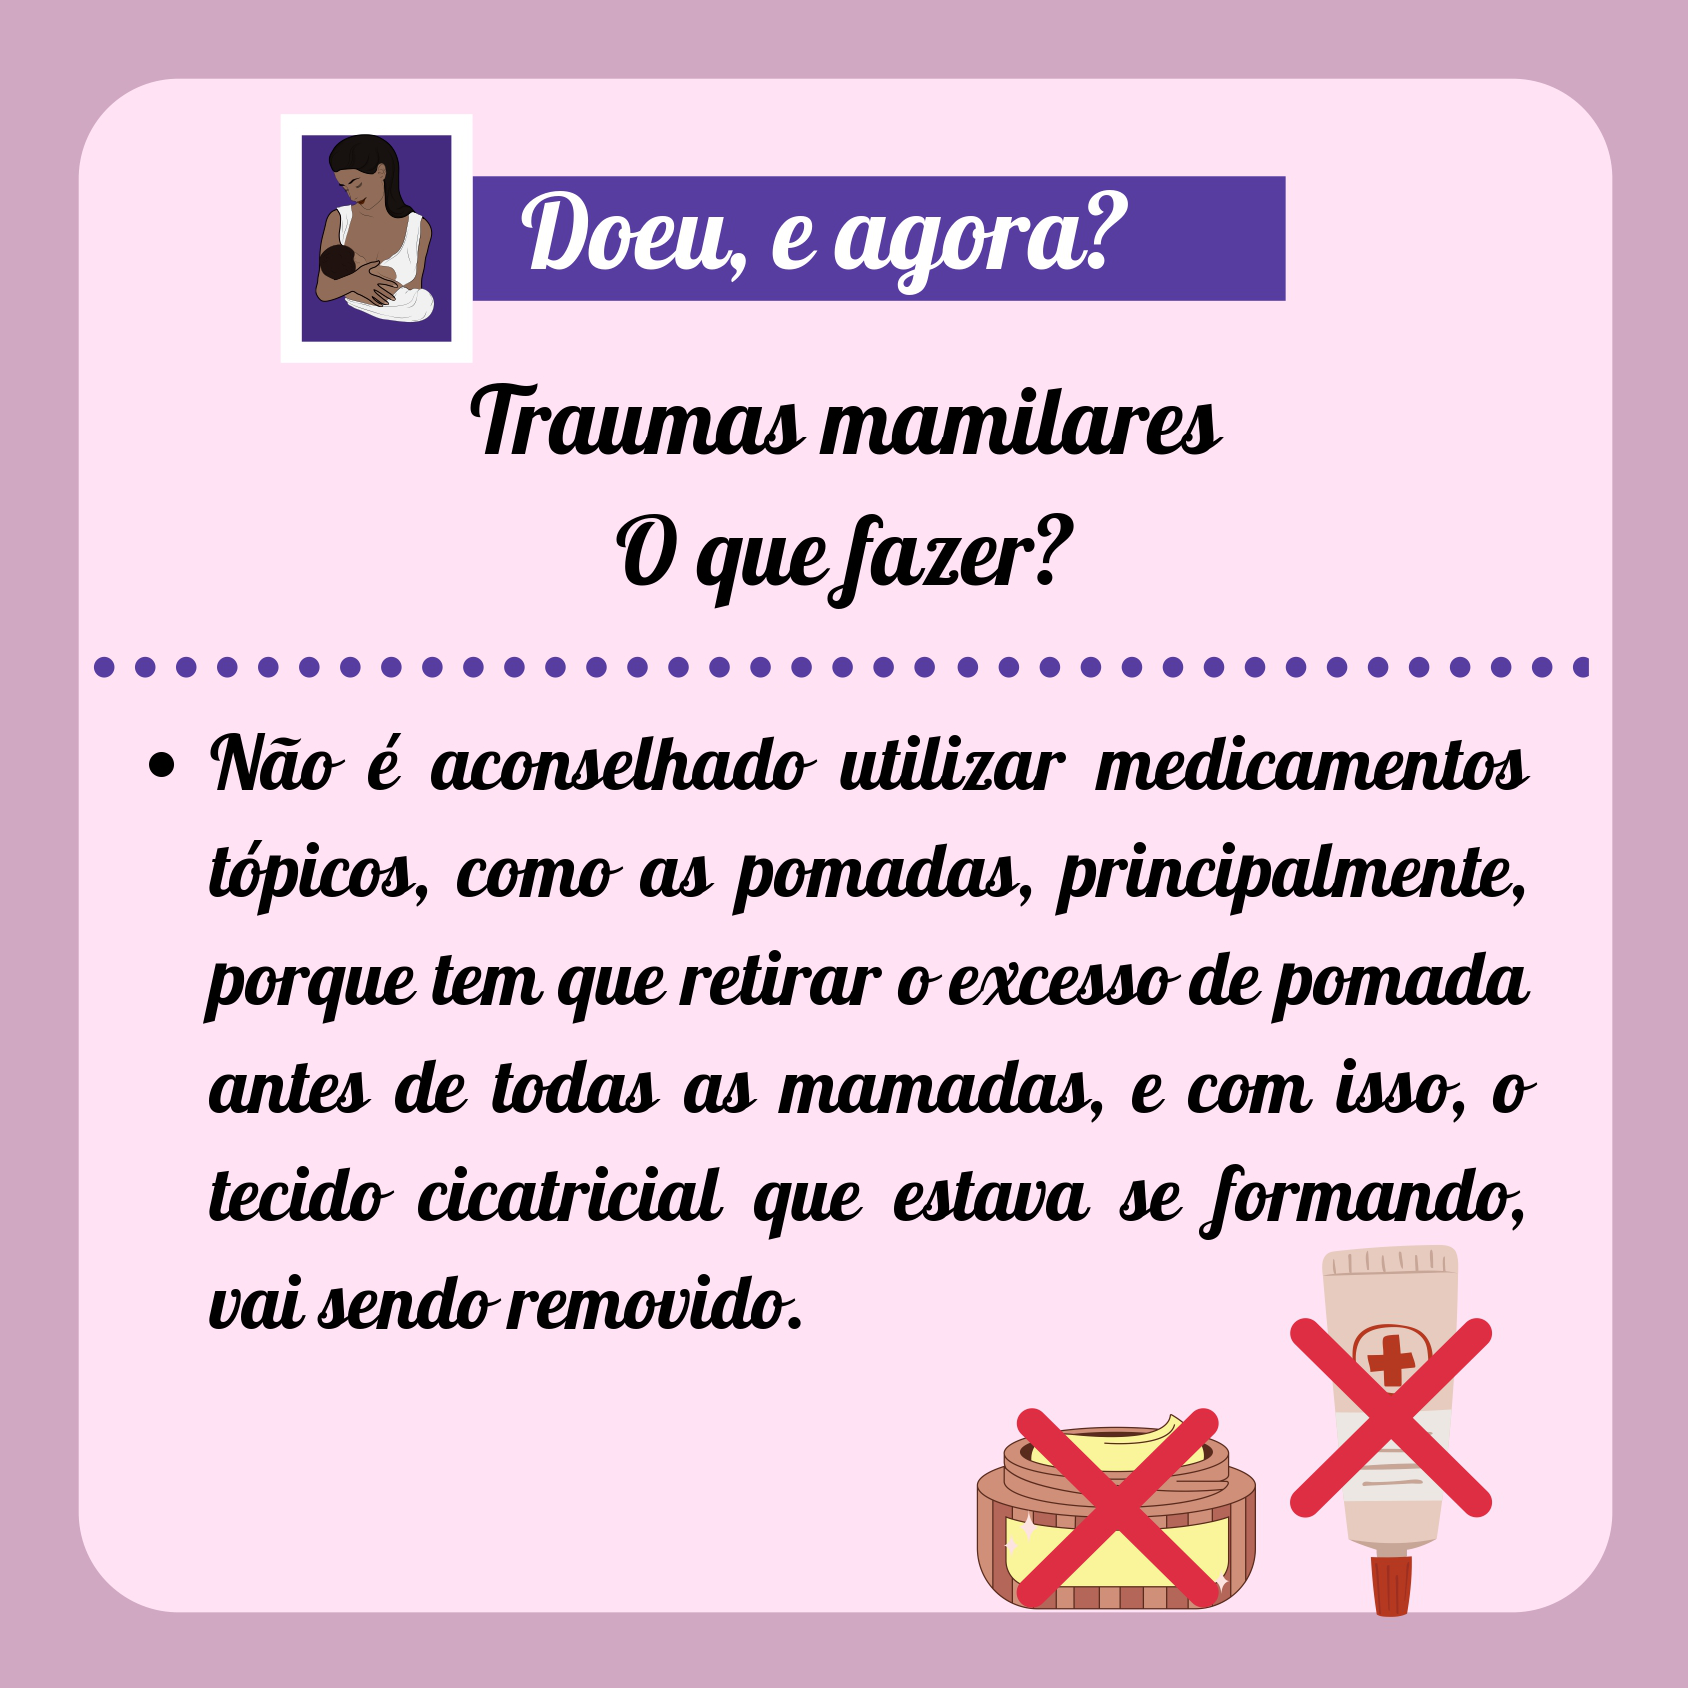 Doeu, e agora?
Traumas mamilares
O que fazer?
• Não é aconselhado utilizar medicamentos
tópicos, como as pomadas, principalmente,
porque tem que retirar o excesso de pomada
antes de todas as mamadas, e com isso, o
tecido cicatricial que estava se formando,
vai sendo removido.